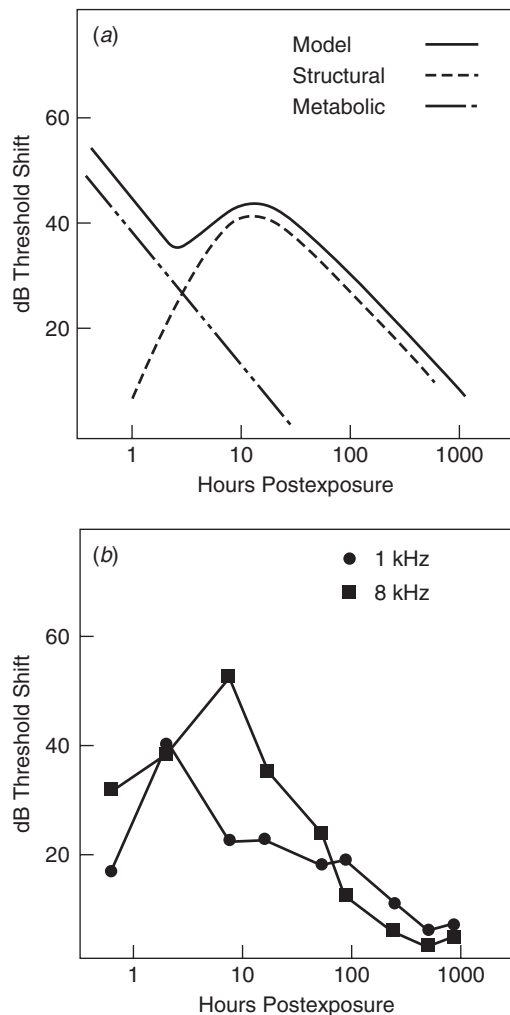 (a)
Model
Structural
Metabolic
60
40
20
dB Threshold Shift
1 10 100 1000
Hours Postexposure
(b)
1 kHz
8 kHz
60
40
20
dB Threshold Shift
1 10 100 1000
Hours Postexposure